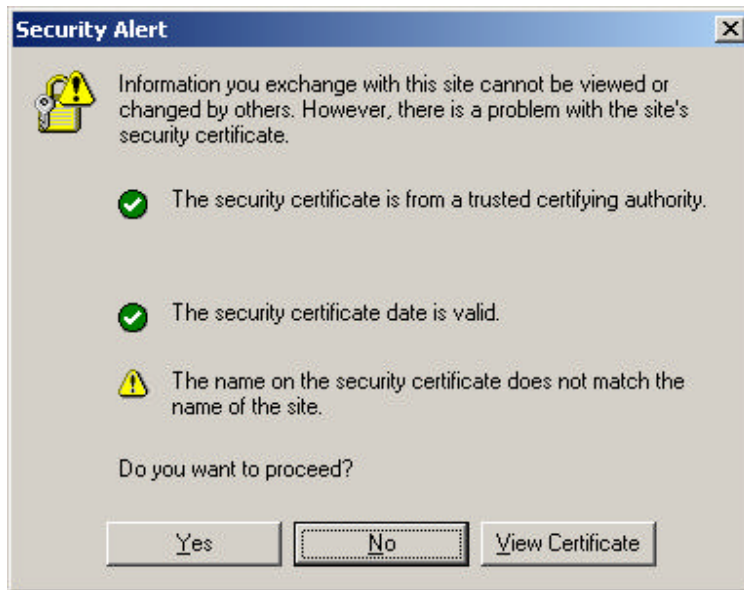 Security Alert
Information you exchange with this site cannot be viewed or
changed by others. However, there is a problem with the site's
security certificate.
The security certificate is from a trusted certifying authority.
The security certificate date is valid.
The name on the security certificate does not match the
name of the site.
Do you want to proceed?
Yes No View Certificate